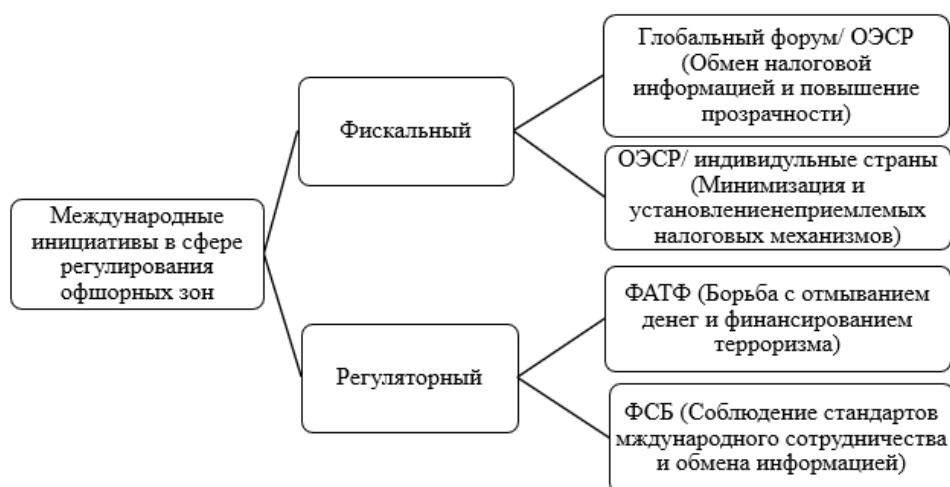 Международные
инициативы в сфере
регулирования
офшорных зон
Фискальный
Глобальный форум/ ОЭСР
(Обмен налоговой
информацией и повышение
прозрачности)
ОЭСР/ индивидульные страны
(Минимизация и
установлениенеприемлемых
налоговых механизмов)
Регуляторный
ФАТФ (Борьба с отмыванием
денег и финансированием
терроризма)
ФСБ (Соблюдение стандартов
мждународного сотрудничества
и обмена информацией)